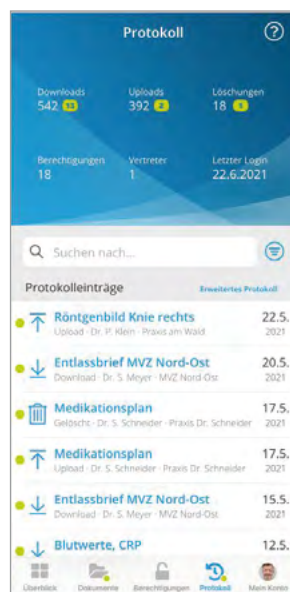 Protokoll
?
Downloads Uploads Löschungen
542 13 392 2 18 1
Berechtigungen Vertreter Letzter Login
18 1 22.6.2021
Suchen nach...
Protokolleinträge Erweitertes Protokoll
Röntgenbild Knie rechts 22.5.
Upload · Dr. P. Klein · Praxis am Wald 2021
Entlassbrief MVZ Nord-Ost 20.5.
Download · Dr. S. Meyer · MVZ Nord-Ost 2021
Medikationsplan 17.5.
Gelöscht · Dr. S. Schneider · Praxis Dr. Schneider 2021
Medikationsplan 17.5.
Upload · Dr. S. Schneider · Praxis Dr. Schneider 2021
Entlassbrief MVZ Nord-Ost 15.5.
Download · Dr. S. Meyer · MVZ Nord-Ost 2021
Blutwerte, CRP 12.5.
Überblick Dokumente Berechtigungen Protokoll Mein Konto